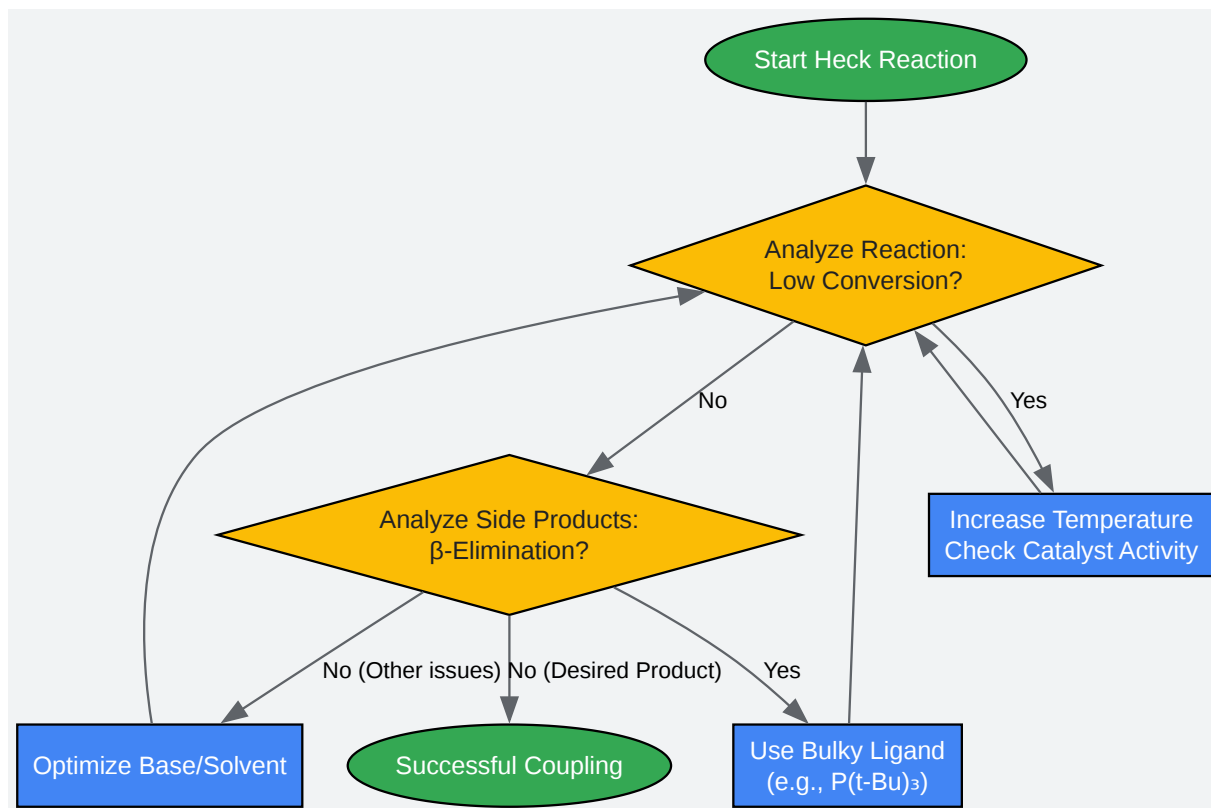 Start Heck Reaction
Analyze Reaction:
Low Conversion?
No
Yes
Analyze Side Products:
β-Elimination?
Increase Temperature
Check Catalyst Activity
No (Other issues)
No (Desired Product)
Yes
Optimize Base/Solvent
Successful Coupling
Use Bulky Ligand
(e.g., P(t-Bu)₃)